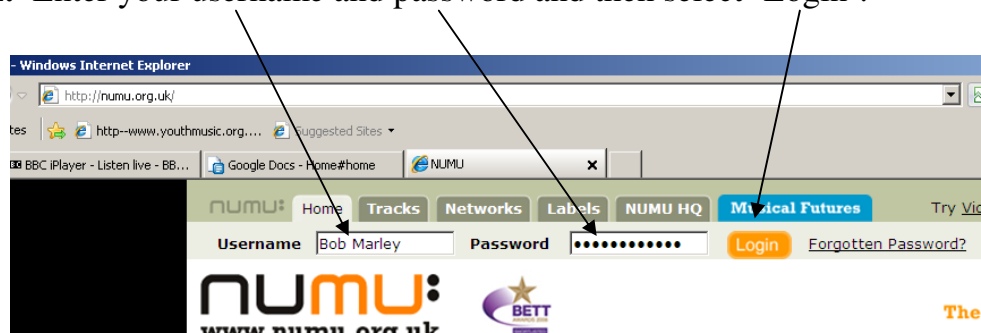 Enter your username and password and then select 'Login'.
- Windows Internet Explorer
http://numu.org.uk/
tes http--www.youthmusic.org.... Suggested Sites
BBC iPlayer - Listen live - BB... Google Docs - Home#home NUMU x
numu: Home Tracks Networks Labels NUMU HQ Musical Futures Try Vic
Username Bob Marley Password •••••••••••• Login Forgotten Password?
numu:
BETT
www.numu.org.uk
The